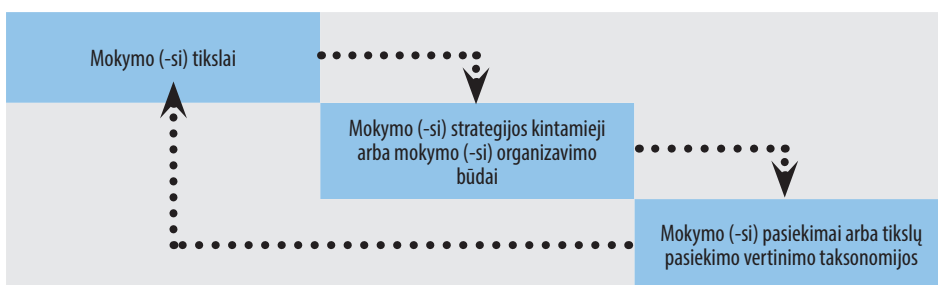 Mokymo (-si) tikslai
Mokymo (-si) strategijos kintamieji
arba mokymo (-si) organizavimo
būdai
Mokymo (-si) pasiekimai arba tikslų
pasiekimo vertinimo taksonomijos